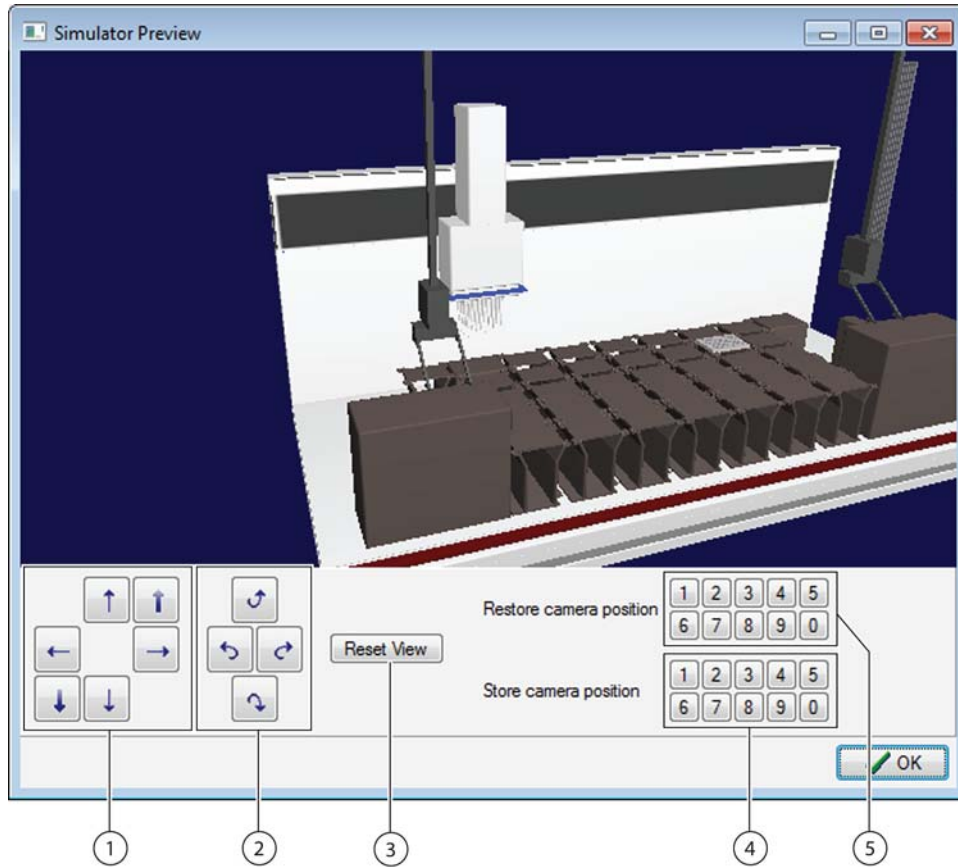 Simulator Preview
Restore camera position
1 2 3 4 5
6 7 8 9 0
Reset View
Store camera position
1 2 3 4 5
6 7 8 9 0
OK
1 2 3 4 5